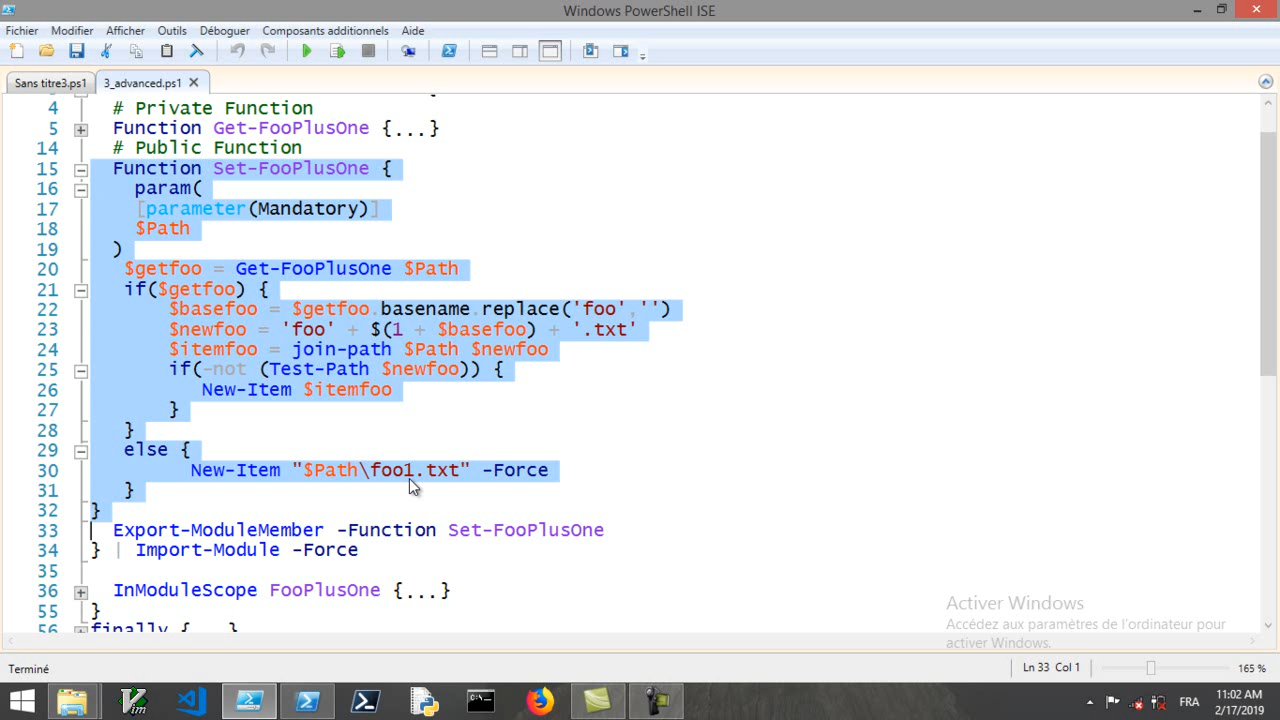 Windows PowerShell ISE
Fichier Modifier Afficher Outils Déboguer Composants additionnels Aide
Sans titre3.ps1 3_advanced.ps1
4 # Private Function
5 Function Get-FooPlusOne {...}
14 # Public Function
15 Function Set-FooPlusOne {
16 param(
17 [parameter(Mandatory)]
18 $Path
19 )
20 $getfoo = Get-FooPlusOne $Path
21 if($getfoo) {
22 $basefoo = $getfoo.basename.replace('foo','')
23 $newfoo = 'foo' + $(1 + $basefoo) + '.txt'
24 $itemfoo = join-path $Path $newfoo
25 if(-not (Test-Path $newfoo)) {
26 New-Item $itemfoo
27 }
28 }
29 else {
30 New-Item "$Path\foo1.txt" -Force
31 }
32 }
33 Export-ModuleMember -Function Set-FooPlusOne
34 } | Import-Module -Force
35
36 InModuleScope FooPlusOne {...}
55 }
56 finally {...}
Activer Windows
Accédez aux paramètres de l'ordinateur pour
activer Windows.
Terminé
Ln 33 Col 1
165 %
FRA
11:02 AM
2/17/2019